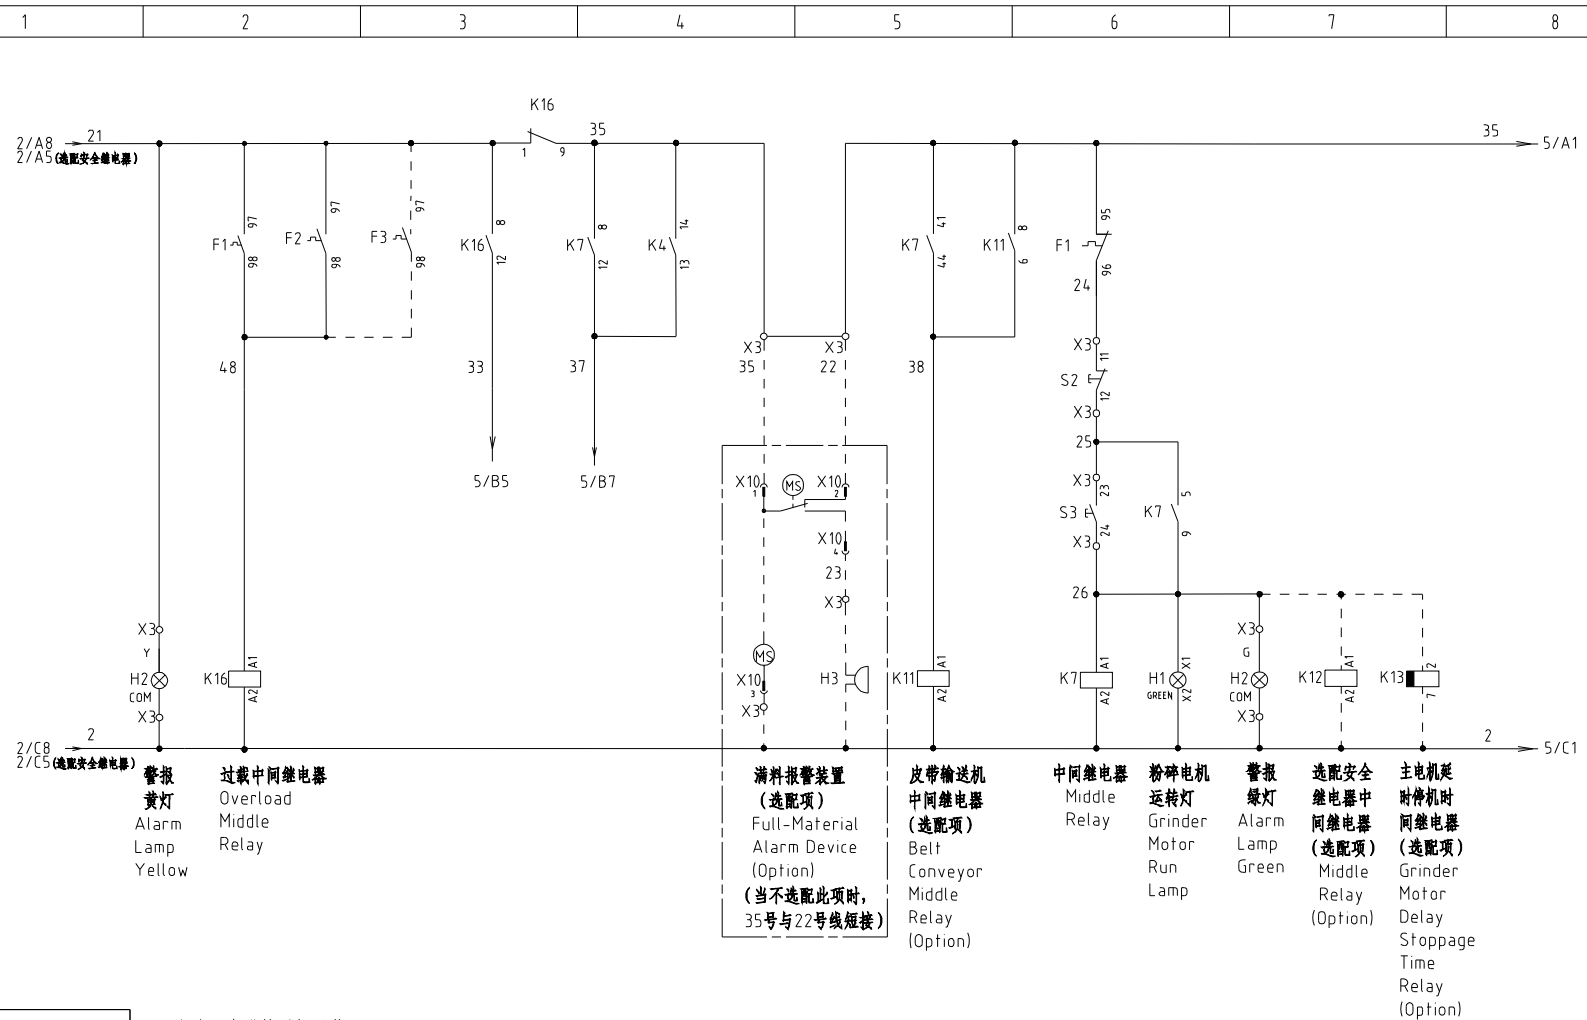 1 2 3 4 5 6 7 8
K16
21 35 35
2/A8 5/A1
2/A5(选配安全继电器)
1 9
97 97 97 8 8 14 41 8 95
F1 F2 F3 K16 K7 K4 K7 K11 F1
98 98 98 12 12 13 44 6 96
24
X3 X3 X3
11
48 33 37 35 22 38
S2
12
X3
25
5/B5 5/B7 X10 MS X10 X3
1 2 23 5
S3 K7
24 9
X10 X3
4
23
26
X3
X3 X3
Y MS G
A1 A1 A1 X1 A1 2
H2 K16 X10 H3 K11 K7 H1 H2 K12 K13
COM A2 3 A2 A2 GREEN X2 COM A2 7
X3 X3 X3
2 2
2/C8 5/C1
2/C5(选配安全继电器)
警报
黄灯
Alarm
Lamp
Yellow
过载中间继电器
Overload
Middle
Relay
满料报警装置
(选配项)
Full-Material
Alarm Device
(Option)
(当不选配此项时,
35号与22号线短接)
皮带输送机
中间继电器
(选配项)
Belt
Conveyor
Middle
Relay
(Option)
中间继电器
Middle
Relay
粉碎电机
运转灯
Grinder
Motor
Run
Lamp
警报
绿灯
Alarm
Lamp
Green
选配安全
继电器中
间继电器
(选配项)
Middle
Relay
(Option)
主电机延
时停机时
间继电器
(选配项)
Grinder
Motor
Delay
Stoppage
Time
Relay
(Option)